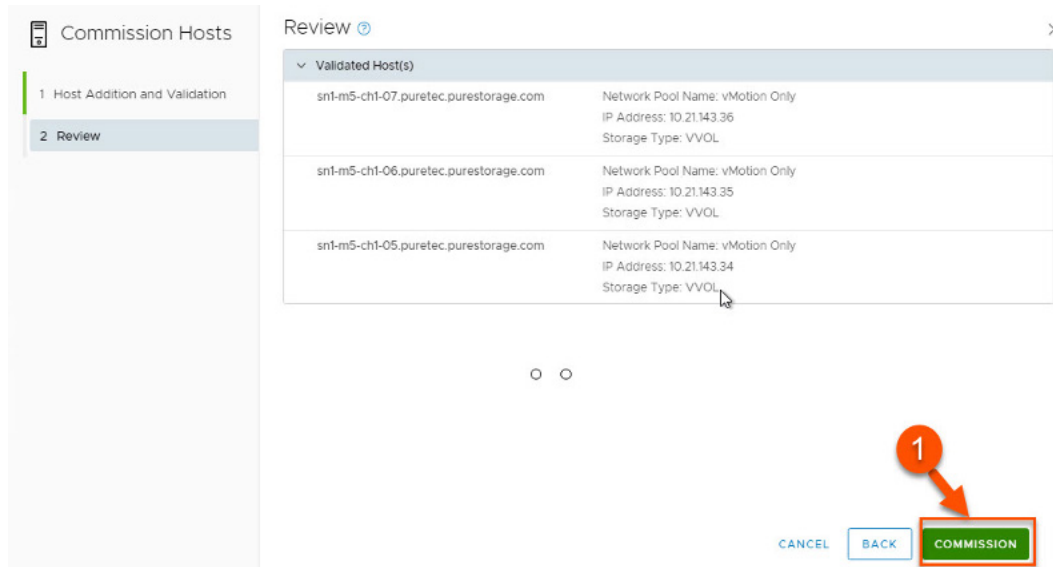 Commission Hosts
1 Host Addition and Validation
2 Review
Review ?
Validated Host(s)
sn1-m5-ch1-07.puretec.purestorage.com Network Pool Name: vMotion Only
IP Address: 10.21.143.36
Storage Type: VVOL
sn1-m5-ch1-06.puretec.purestorage.com Network Pool Name: vMotion Only
IP Address: 10.21.143.35
Storage Type: VVOL
sn1-m5-ch1-05.puretec.purestorage.com Network Pool Name: vMotion Only
IP Address: 10.21.143.34
Storage Type: VVOL
1
CANCEL BACK COMMISSION